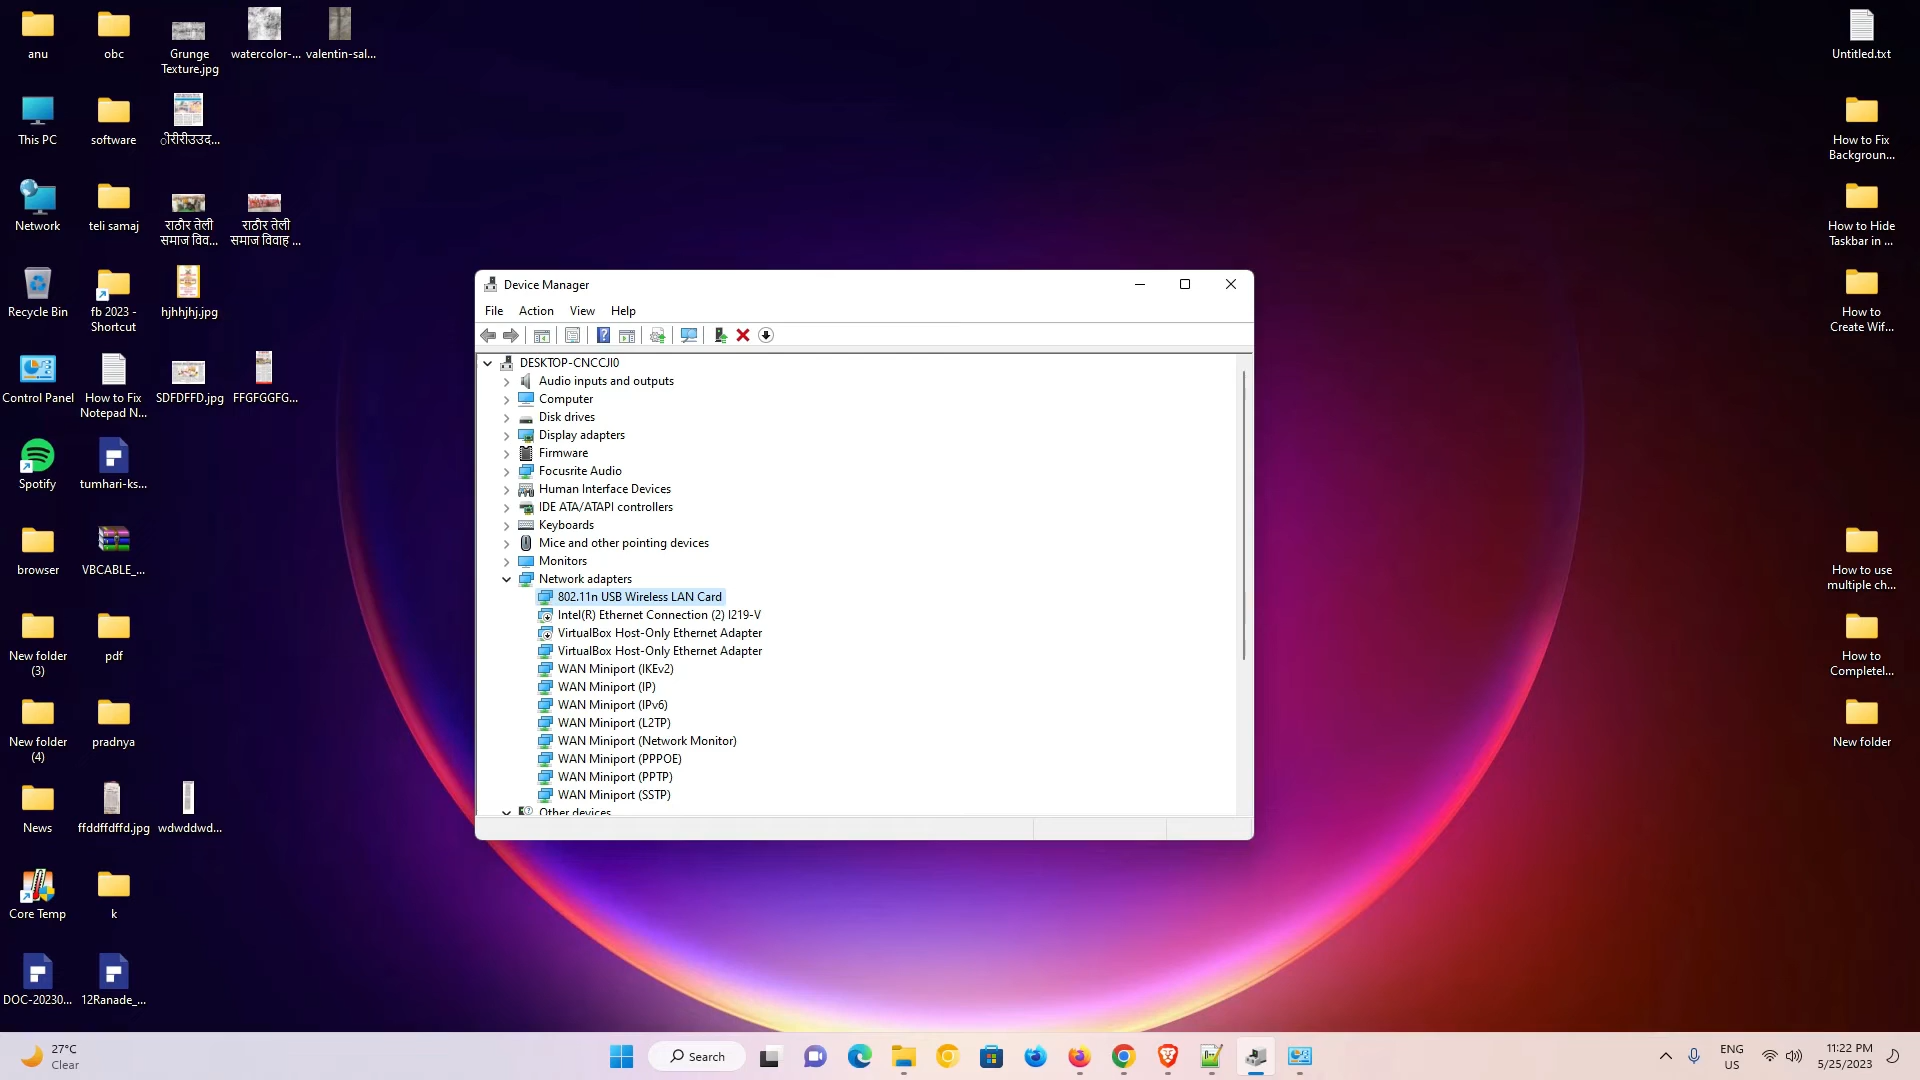 anu
obc
Grunge
Texture.jpg
watercolor-...
valentin-sal...
Untitled.txt
This PC
software
ीरीरीउउद...
How to Fix
Backgroun...
Network
teli samaj
राठौर तेली
समाज विव...
राठौर तेली
समाज विवाह ...
How to Hide
Taskbar in ...
Recycle Bin
fb 2023 -
Shortcut
hjhhjhj.jpg
How to
Create Wif...
Control Panel
How to Fix
Notepad N...
SDFDFFD.jpg
FFGFGGFG...
Spotify
tumhari-ks...
browser
VBCABLE_...
How to use
multiple ch...
New folder
(3)
pdf
How to
Completel...
New folder
(4)
pradnya
New folder
News
ffddffdffd.jpg
wdwddwd...
Core Temp
k
DOC-20230...
12Ranade_...
Device Manager
File Action View Help
DESKTOP-CNCCJI0
Audio inputs and outputs
Computer
Disk drives
Display adapters
Firmware
Focusrite Audio
Human Interface Devices
IDE ATA/ATAPI controllers
Keyboards
Mice and other pointing devices
Monitors
Network adapters
802.11n USB Wireless LAN Card
Intel(R) Ethernet Connection (2) I219-V
VirtualBox Host-Only Ethernet Adapter
VirtualBox Host-Only Ethernet Adapter
WAN Miniport (IKEv2)
WAN Miniport (IP)
WAN Miniport (IPv6)
WAN Miniport (L2TP)
WAN Miniport (Network Monitor)
WAN Miniport (PPPOE)
WAN Miniport (PPTP)
WAN Miniport (SSTP)
Other devices
27°C
Clear
Search
ENG
US
11:22 PM
5/25/2023